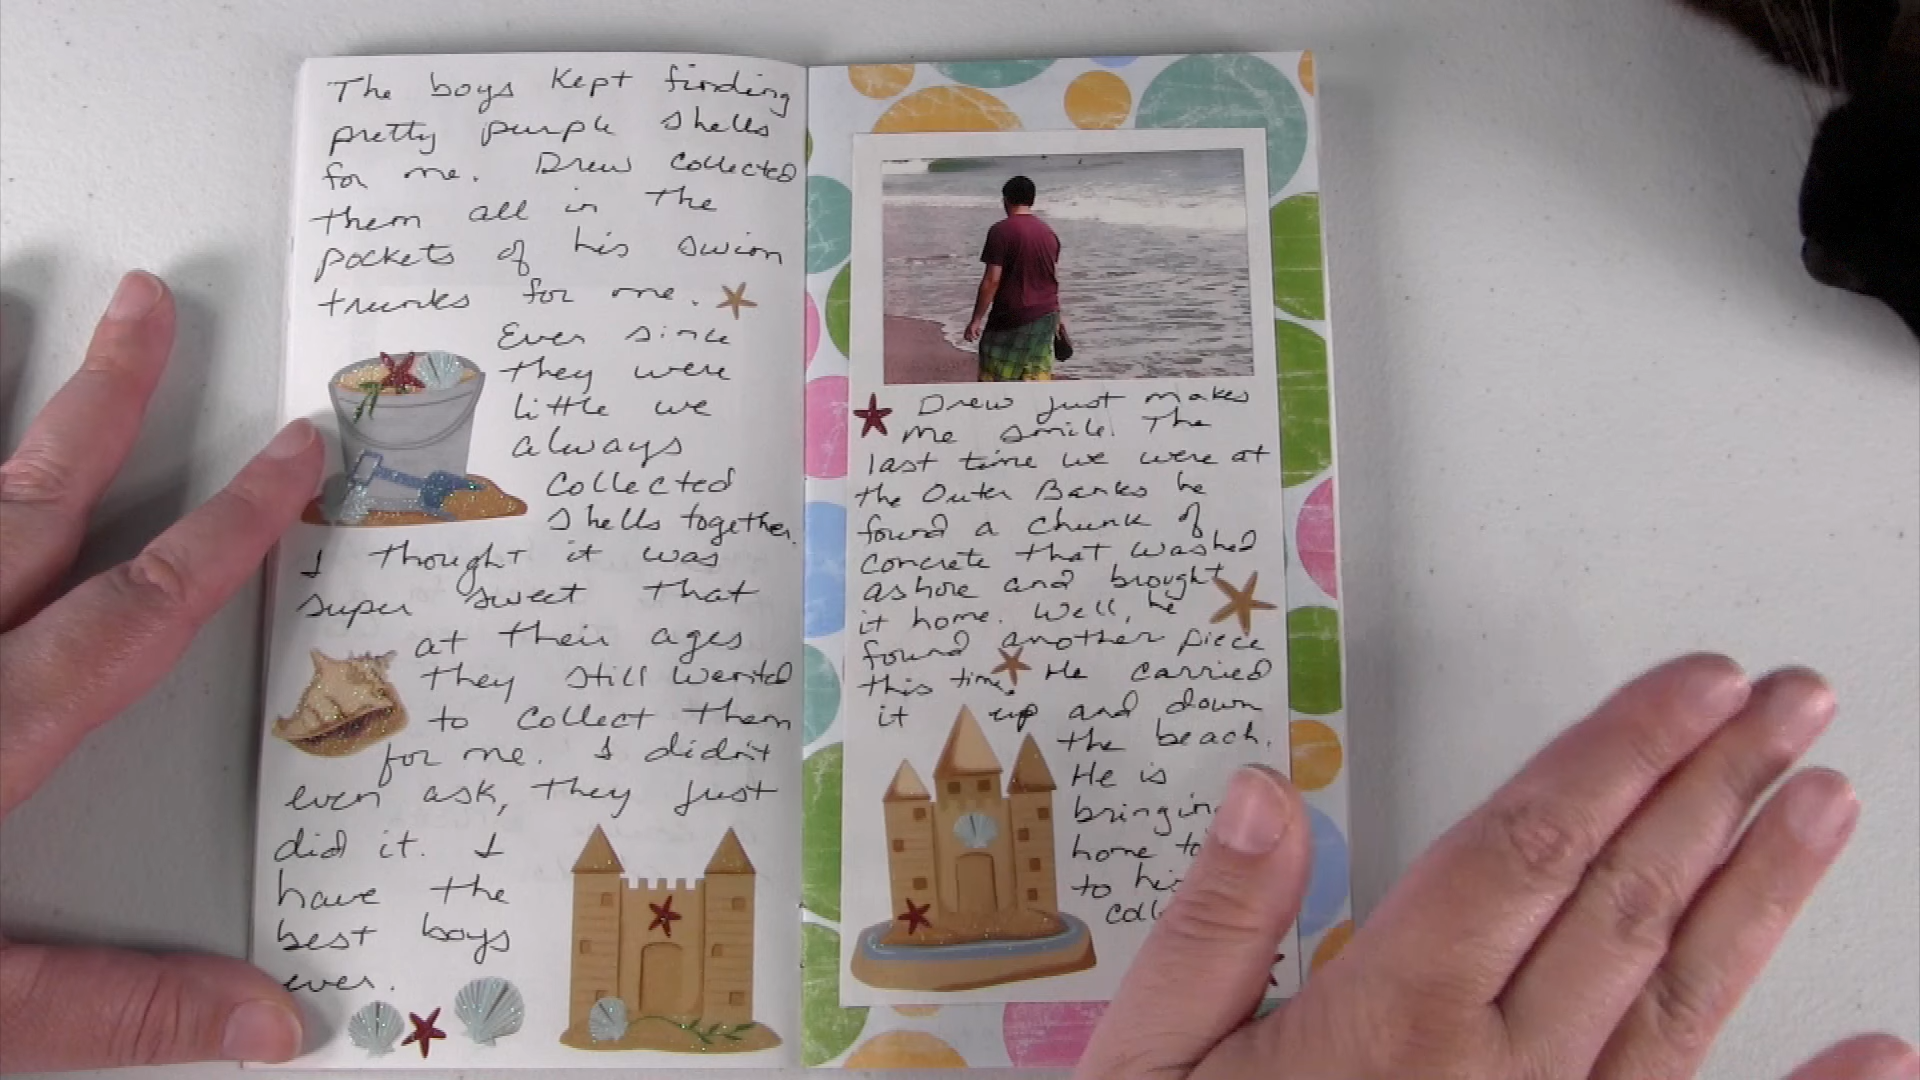 The boys kept finding
pretty purple shells
for me. Drew collected
them all in the
pockets of his swim
trunks for me.
Ever since
they were
little we
always
collected
shells together.
I thought it was
super sweet that
at their ages
they still wanted
to collect them
for me. I didn't
even ask, they just
did it. I
have the
best boys
ever.
Drew just makes
me smile. The
last time we were at
the Outer Banks he
found a chunk of
concrete that washed
ashore and brought
it home. Well, he
found another piece
this time. He carried
it up and down
the beach.
He is
bringing
home
to